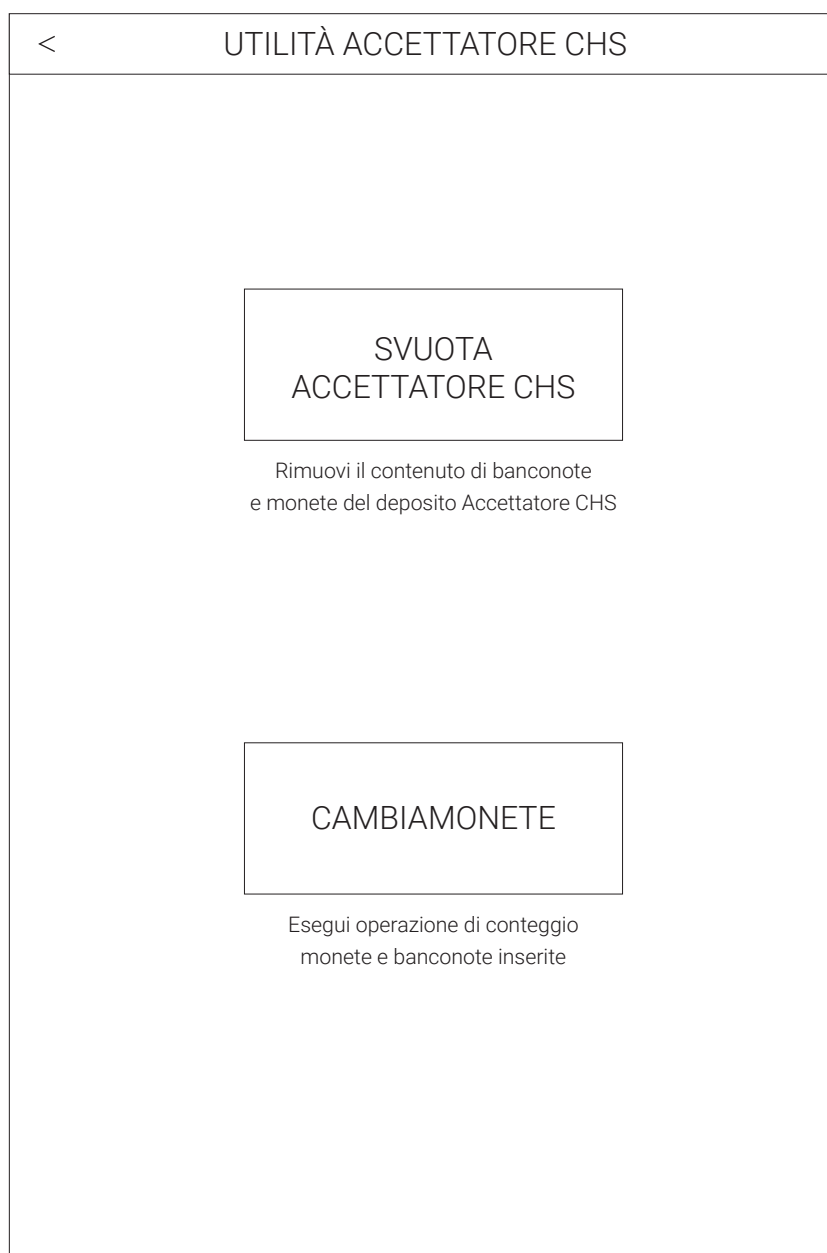 < UTILITÀ ACCETTATORE CHS
SVUOTA
ACCETTATORE CHS
Rimuovi il contenuto di banconote
e monete del deposito Accettatore CHS
CAMBIAMONETE
Esegui operazione di conteggio
monete e banconote inserite